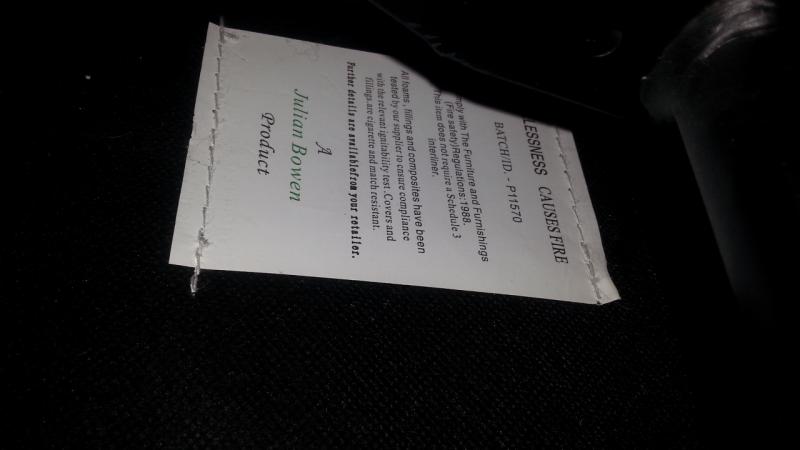 LESSNESS CAUSES FIRE
BATCH/ID. - P11570
mply with The Furniture and Furnishings
(Fire safety)Regulations:1988.
This item does not require a Schedule 3
interliner.
All foams , fillings and composites have been
tested by our supplier to ensure compliance
with the relevant ignitability test .Covers and
fillings are cigarette and match resistant.
Further details are available from your retailer.
A
Julian Bowen
Product